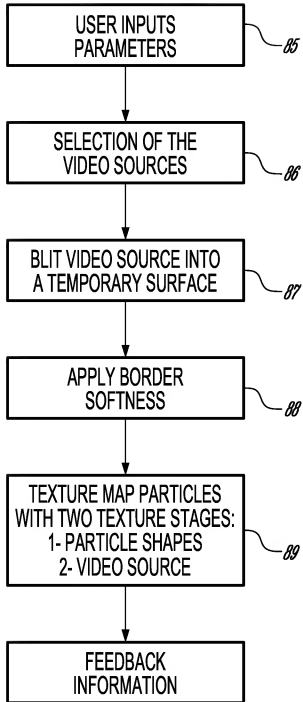 USER INPUTS
PARAMETERS
85
SELECTION OF THE
VIDEO SOURCES
86
BLIT VIDEO SOURCE INTO
A TEMPORARY SURFACE
87
APPLY BORDER
SOFTNESS
88
TEXTURE MAP PARTICLES
WITH TWO TEXTURE STAGES:
1- PARTICLE SHAPES
2- VIDEO SOURCE
89
FEEDBACK
INFORMATION